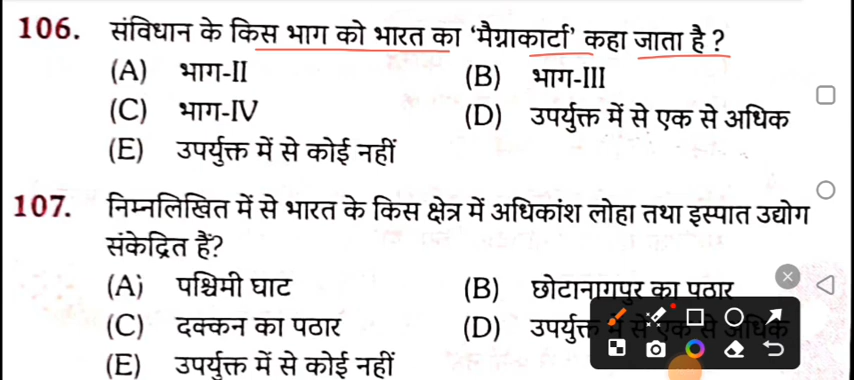 106. संविधान के किस भाग को भारत का ‘मैग्नाकार्टा’ कहा जाता है ?
(A) भाग-II (B) भाग-III
(C) भाग-IV (D) उपर्युक्त में से एक से अधिक
(E) उपर्युक्त में से कोई नहीं
107. निम्नलिखित में से भारत के किस क्षेत्र में अधिकांश लोहा तथा इस्पात उद्योग
संकेद्रित हैं?
(A) पश्चिमी घाट (B) छोटानागपुर का पठार
(C) दक्कन का पठार (D) उपर्युक्त में से एक से अधिक
(E) उपर्युक्त में से कोई नहीं